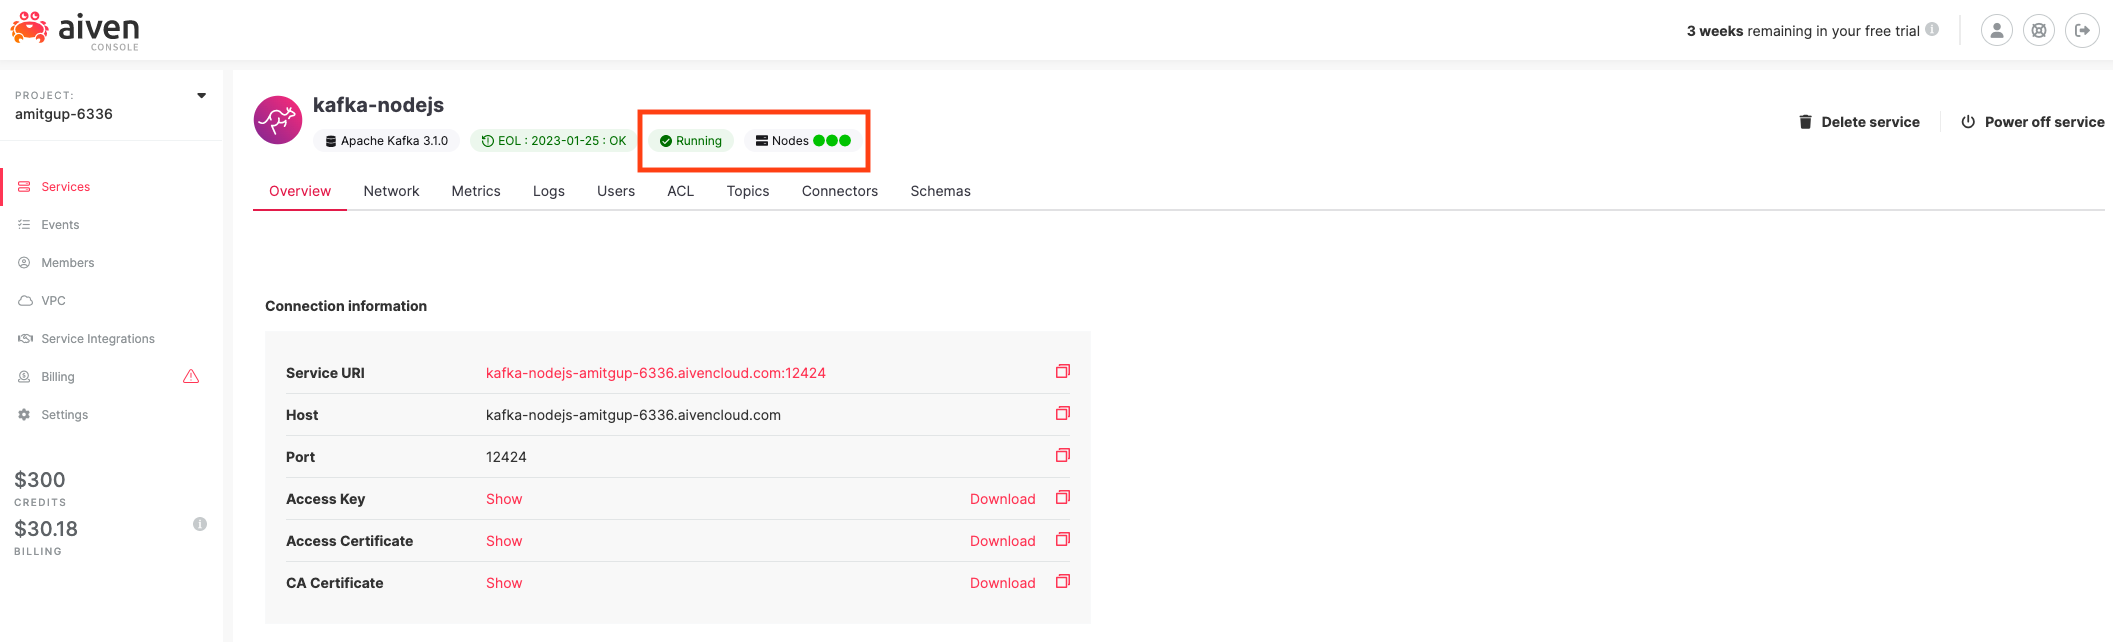 aiven
CONSOLE
3 weeks remaining in your free trial
PROJECT:
amitgup-6336
Services
Events
Members
VPC
Service Integrations
Billing
Settings
$300
CREDITS
$30.18
BILLING
kafka-nodejs
Apache Kafka 3.1.0
EOL : 2023-01-25 : OK
Running
Nodes
Delete service
Power off service
Overview Network Metrics Logs Users ACL Topics Connectors Schemas
Connection information
Service URI kafka-nodejs-amitgup-6336.aivencloud.com:12424
Host kafka-nodejs-amitgup-6336.aivencloud.com
Port 12424
Access Key Show Download
Access Certificate Show Download
CA Certificate Show Download